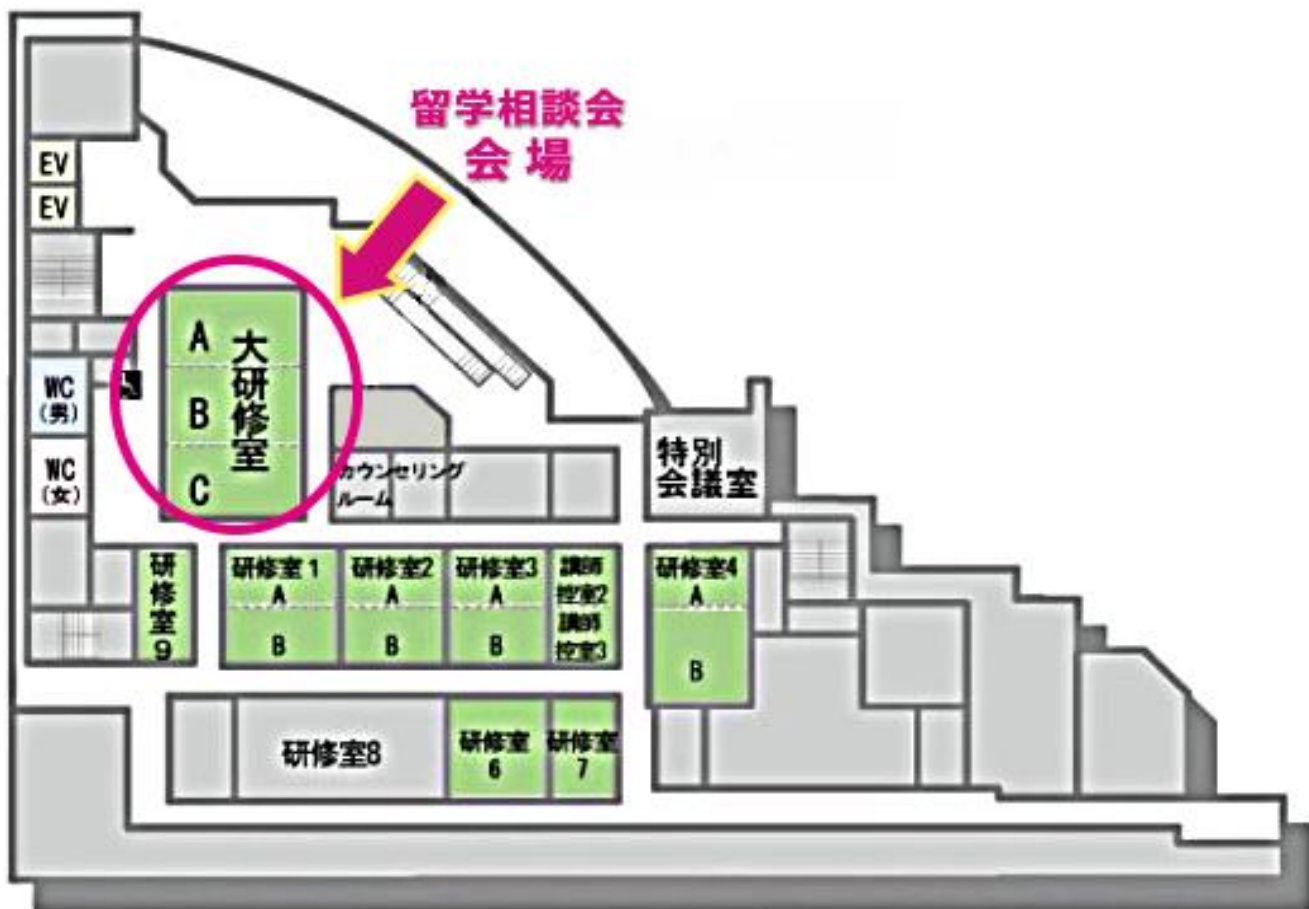 留学相談会
会場
EV
EV
A
B
C
大研修室
WC
(男)
WC
(女)
カウンセリング
ルーム
特別
会議室
研修室9
研修室1
A
B
研修室2
A
B
研修室3
A
B
講師
控室2
講師
控室3
研修室4
A
B
研修室8
研修室
6
研修室
7